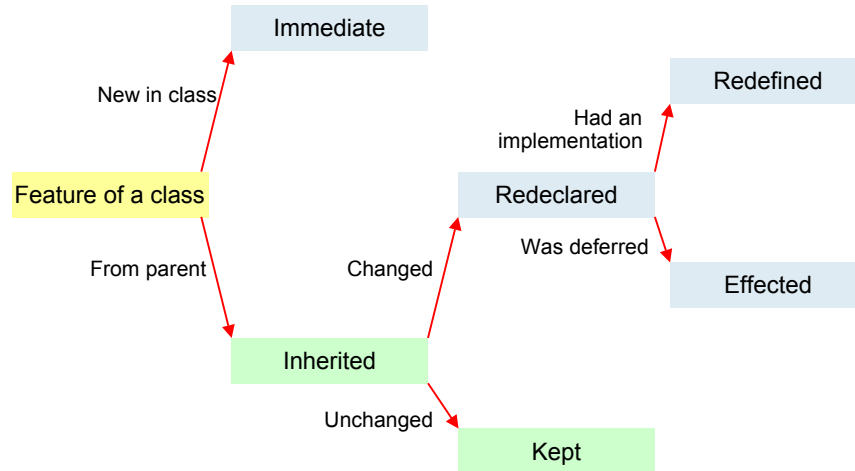 Immediate
Redefined
New in class
Had an
implementation
Feature of a class
Redeclared
Was deferred
From parent
Changed
Effected
Inherited
Unchanged
Kept